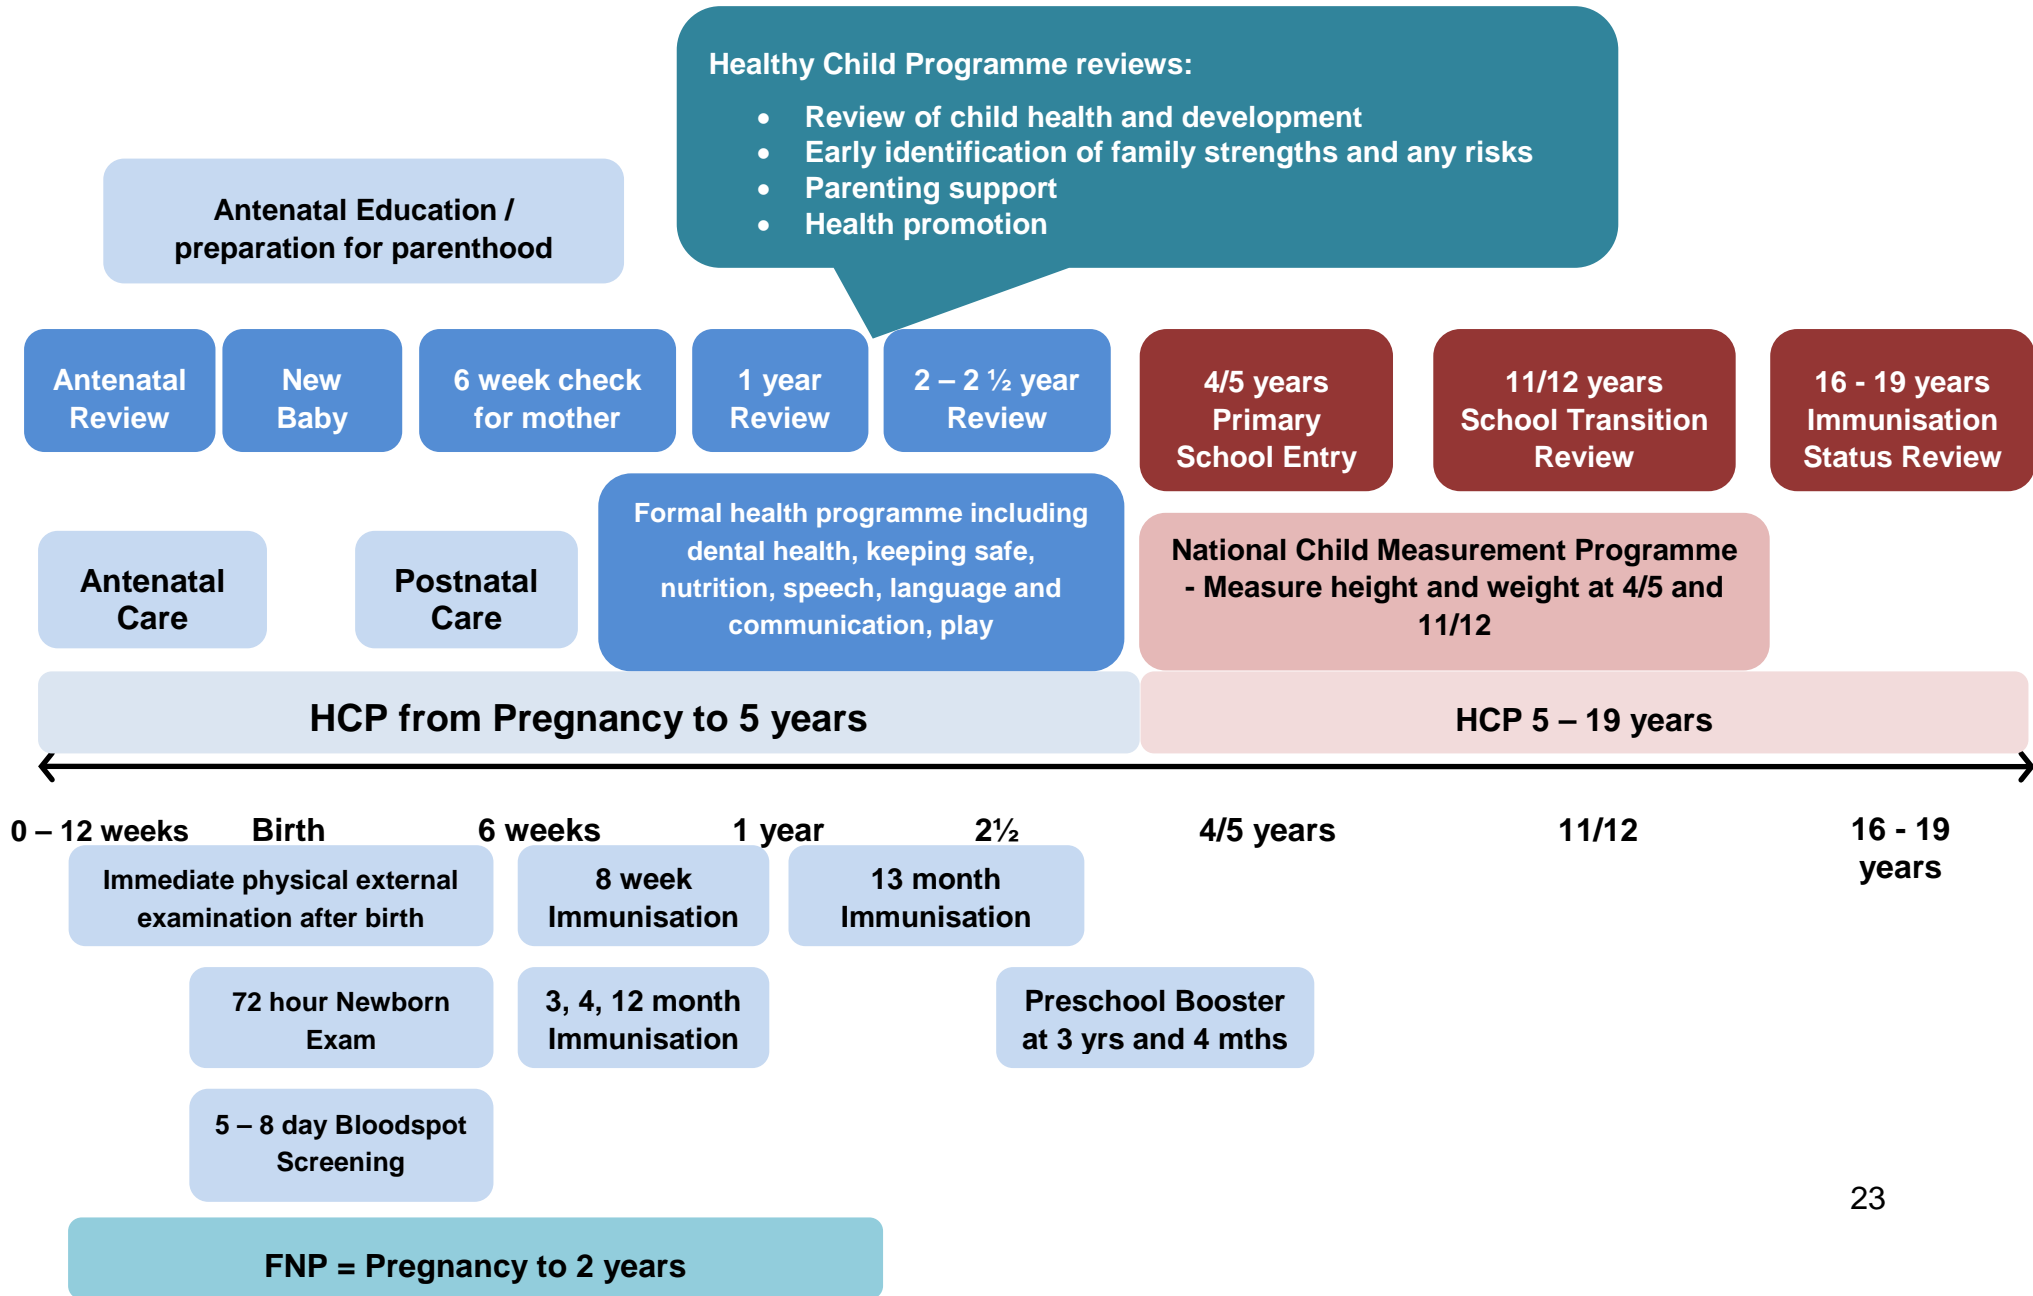 Healthy Child Programme reviews:
• Review of child health and development
• Early identification of family strengths and any risks
• Parenting support
• Health promotion
Antenatal Education /
preparation for parenthood
Antenatal
Review
New
Baby
6 week check
for mother
1 year
Review
2 – 2 ½ year
Review
4/5 years
Primary
School Entry
11/12 years
School Transition
Review
16 - 19 years
Immunisation
Status Review
Antenatal
Care
Postnatal
Care
Formal health programme including
dental health, keeping safe,
nutrition, speech, language and
communication, play
National Child Measurement Programme
- Measure height and weight at 4/5 and
11/12
HCP from Pregnancy to 5 years
HCP 5 – 19 years
0 – 12 weeks
Birth
6 weeks
1 year
2½
4/5 years
11/12
16 - 19
years
Immediate physical external
examination after birth
8 week
Immunisation
13 month
Immunisation
72 hour Newborn
Exam
3, 4, 12 month
Immunisation
Preschool Booster
at 3 yrs and 4 mths
5 – 8 day Bloodspot
Screening
23
FNP = Pregnancy to 2 years